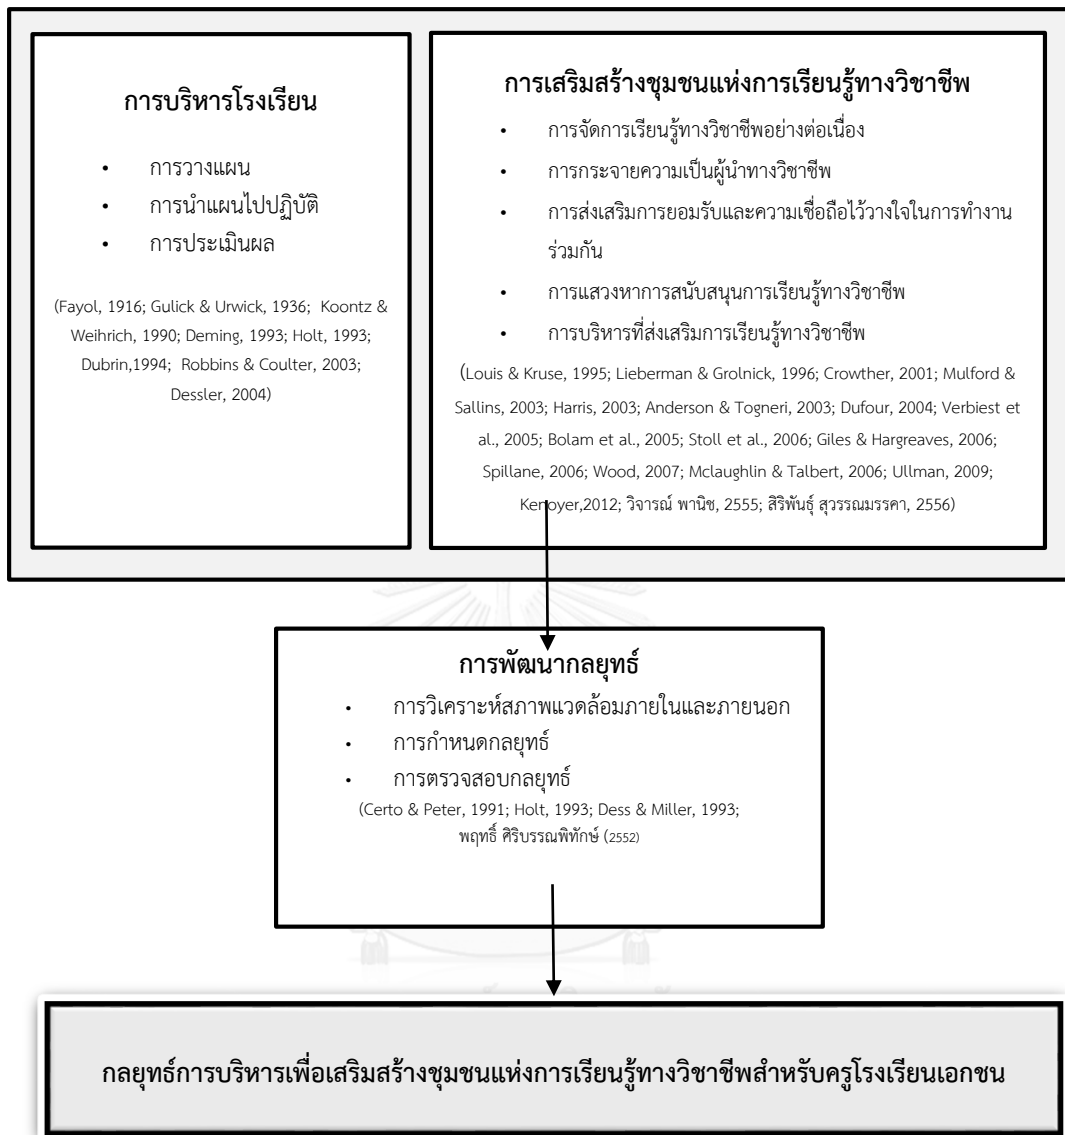 การบริหารโรงเรียน
• การวางแผน
• การนำแผนไปปฏิบัติ
• การประเมินผล
(Fayol, 1916; Gulick & Urwick, 1936; Koontz &
Weihrich, 1990; Deming, 1993; Holt, 1993;
Dubrin,1994; Robbins & Coulter, 2003;
Dessler, 2004)
การเสริมสร้างชุมชนแห่งการเรียนรู้ทางวิชาชีพ
• การจัดการเรียนรู้ทางวิชาชีพอย่างต่อเนื่อง
• การกระจายความเป็นผู้นำทางวิชาชีพ
• การส่งเสริมการยอมรับและความเชื่อถือไว้วางใจในการทำงาน
ร่วมกัน
• การแสวงหาการสนับสนุนการเรียนรู้ทางวิชาชีพ
• การบริหารที่ส่งเสริมการเรียนรู้ทางวิชาชีพ
(Louis & Kruse, 1995; Lieberman & Grolnick, 1996; Crowther, 2001; Mulford &
Sallins, 2003; Harris, 2003; Anderson & Togneri, 2003; Dufour, 2004; Verbiest et
al., 2005; Bolam et al., 2005; Stoll et al., 2006; Giles & Hargreaves, 2006;
Spillane, 2006; Wood, 2007; Mclaughlin & Talbert, 2006; Ullman, 2009;
Kenoyer,2012; วิจารณ์ พานิช, 2555; สิริพันธุ์ สุวรรณมรรคา, 2556)
การพัฒนากลยุทธ์
• การวิเคราะห์สภาพแวดล้อมภายในและภายนอก
• การกำหนดกลยุทธ์
• การตรวจสอบกลยุทธ์
(Certo & Peter, 1991; Holt, 1993; Dess & Miller, 1993;
พฤทธิ์ ศิริบรรณพิทักษ์ (2552)
กลยุทธ์การบริหารเพื่อเสริมสร้างชุมชนแห่งการเรียนรู้ทางวิชาชีพสำหรับครูโรงเรียนเอกชน